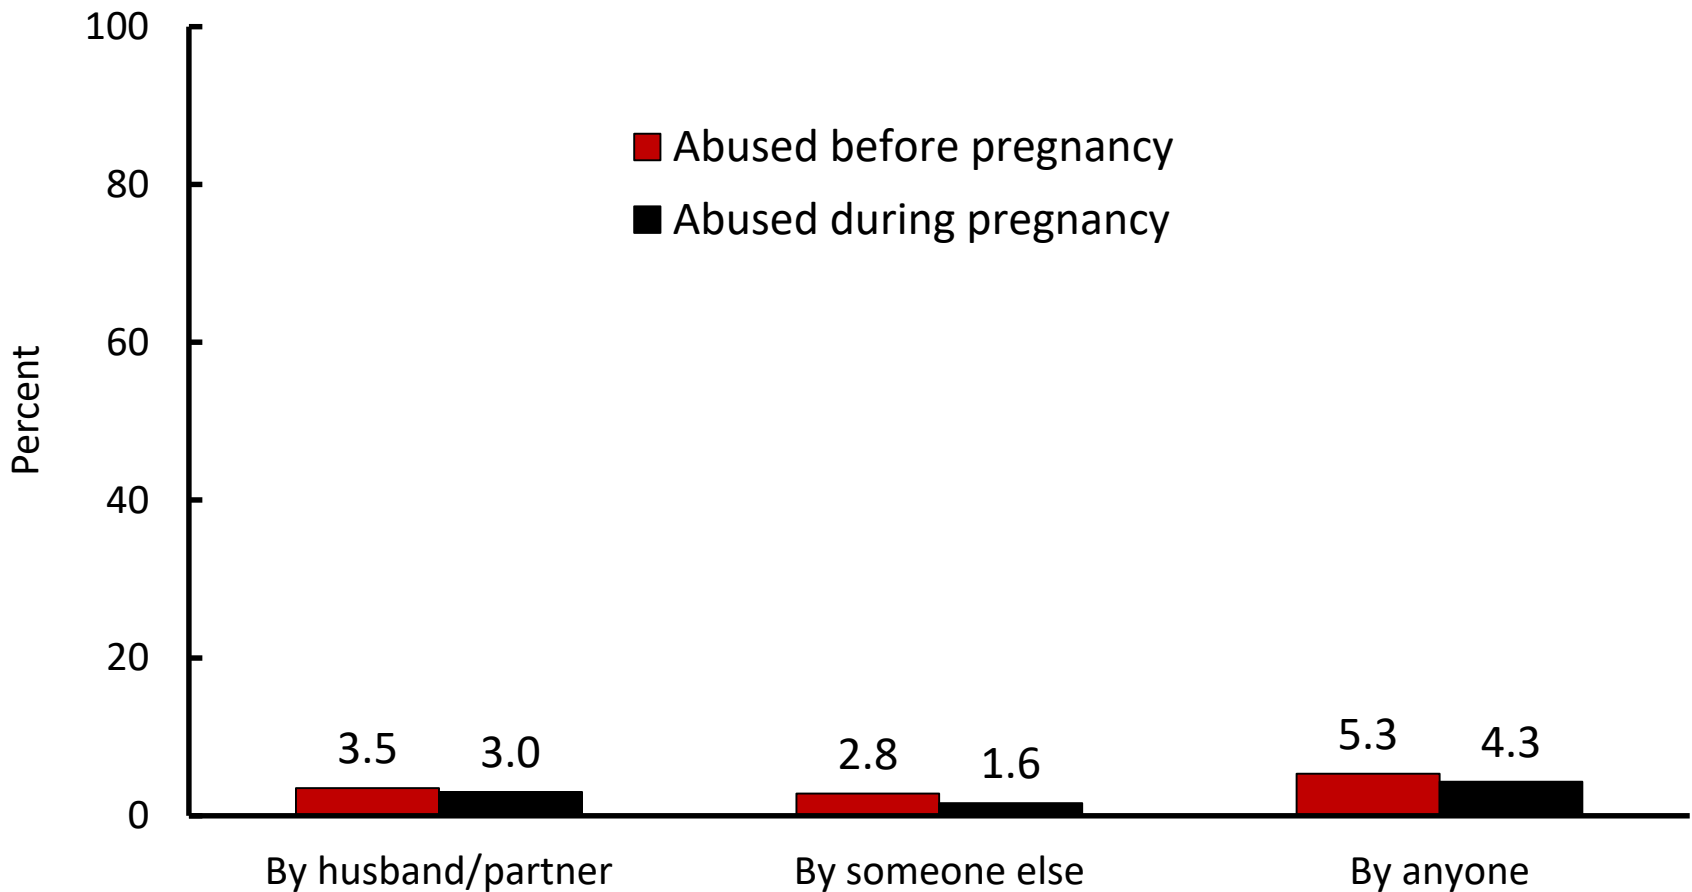 100
80
60
40
20
0
Percent
Abused before pregnancy
Abused during pregnancy
3.5
3.0
2.8
1.6
5.3
4.3
By husband/partner
By someone else
By anyone